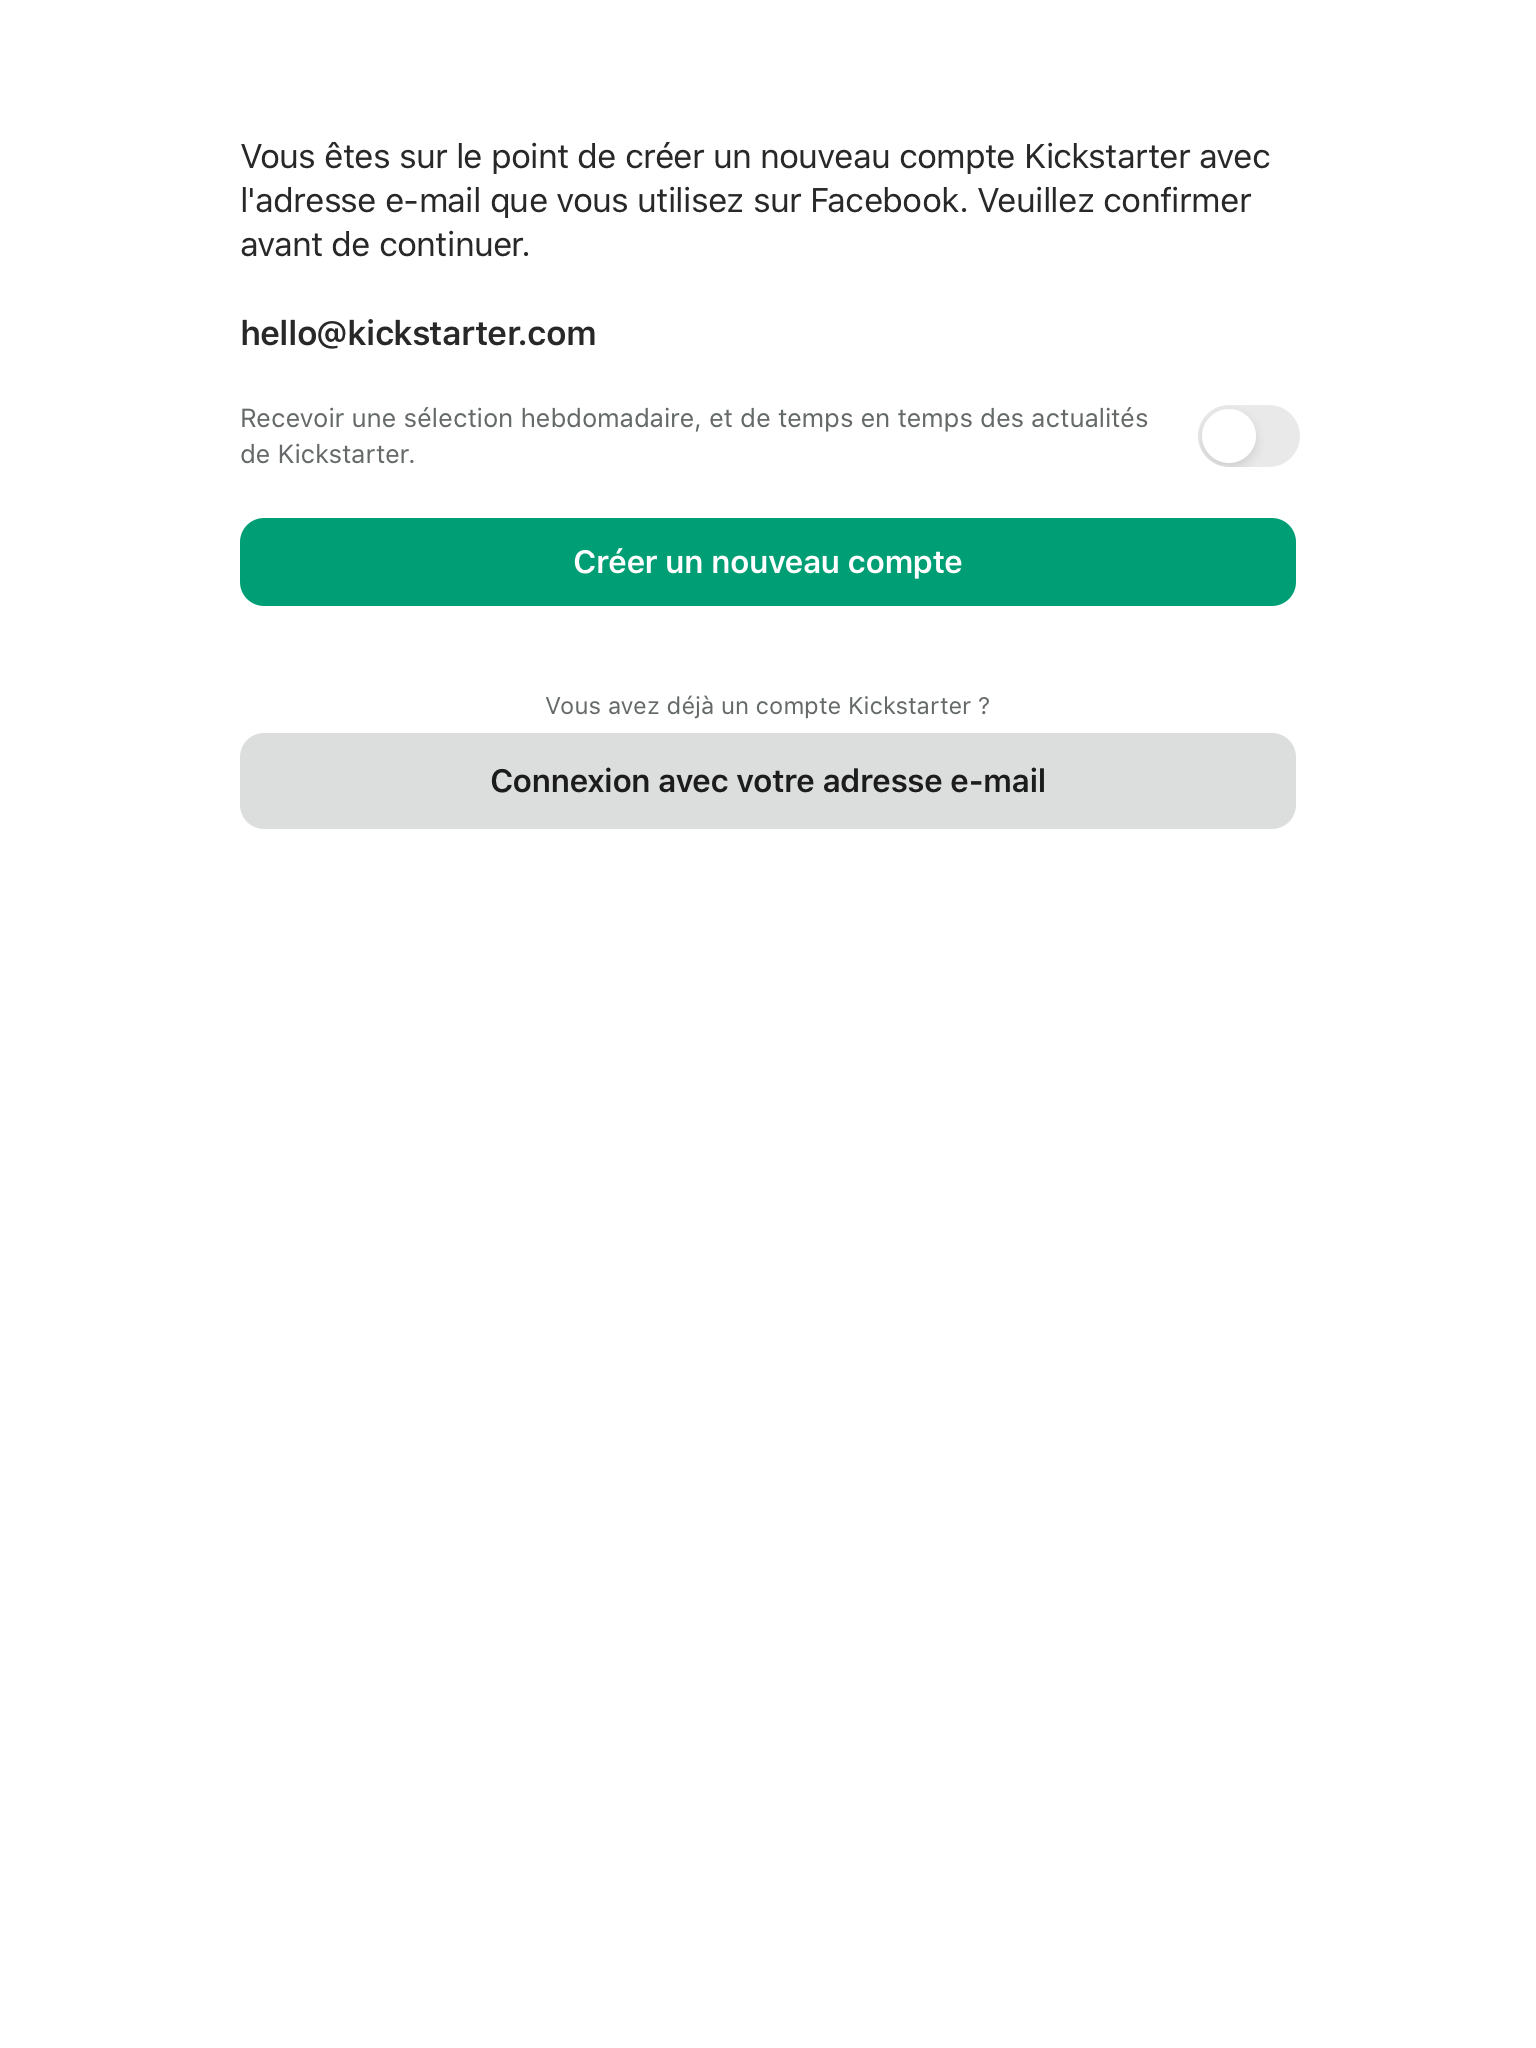 Vous êtes sur le point de créer un nouveau compte Kickstarter avec
l'adresse e-mail que vous utilisez sur Facebook. Veuillez confirmer
avant de continuer.
hello@kickstarter.com
Recevoir une sélection hebdomadaire, et de temps en temps des actualités
de Kickstarter.
Créer un nouveau compte
Vous avez déjà un compte Kickstarter ?
Connexion avec votre adresse e-mail